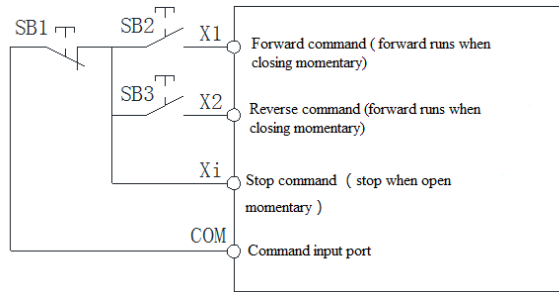 SB1
SB2
X1
Forward command ( forward runs when
closing momentary)
SB3
X2
Reverse command (forward runs when
closing momentary)
Xi
Stop command ( stop when open
momentary )
COM
Command input port